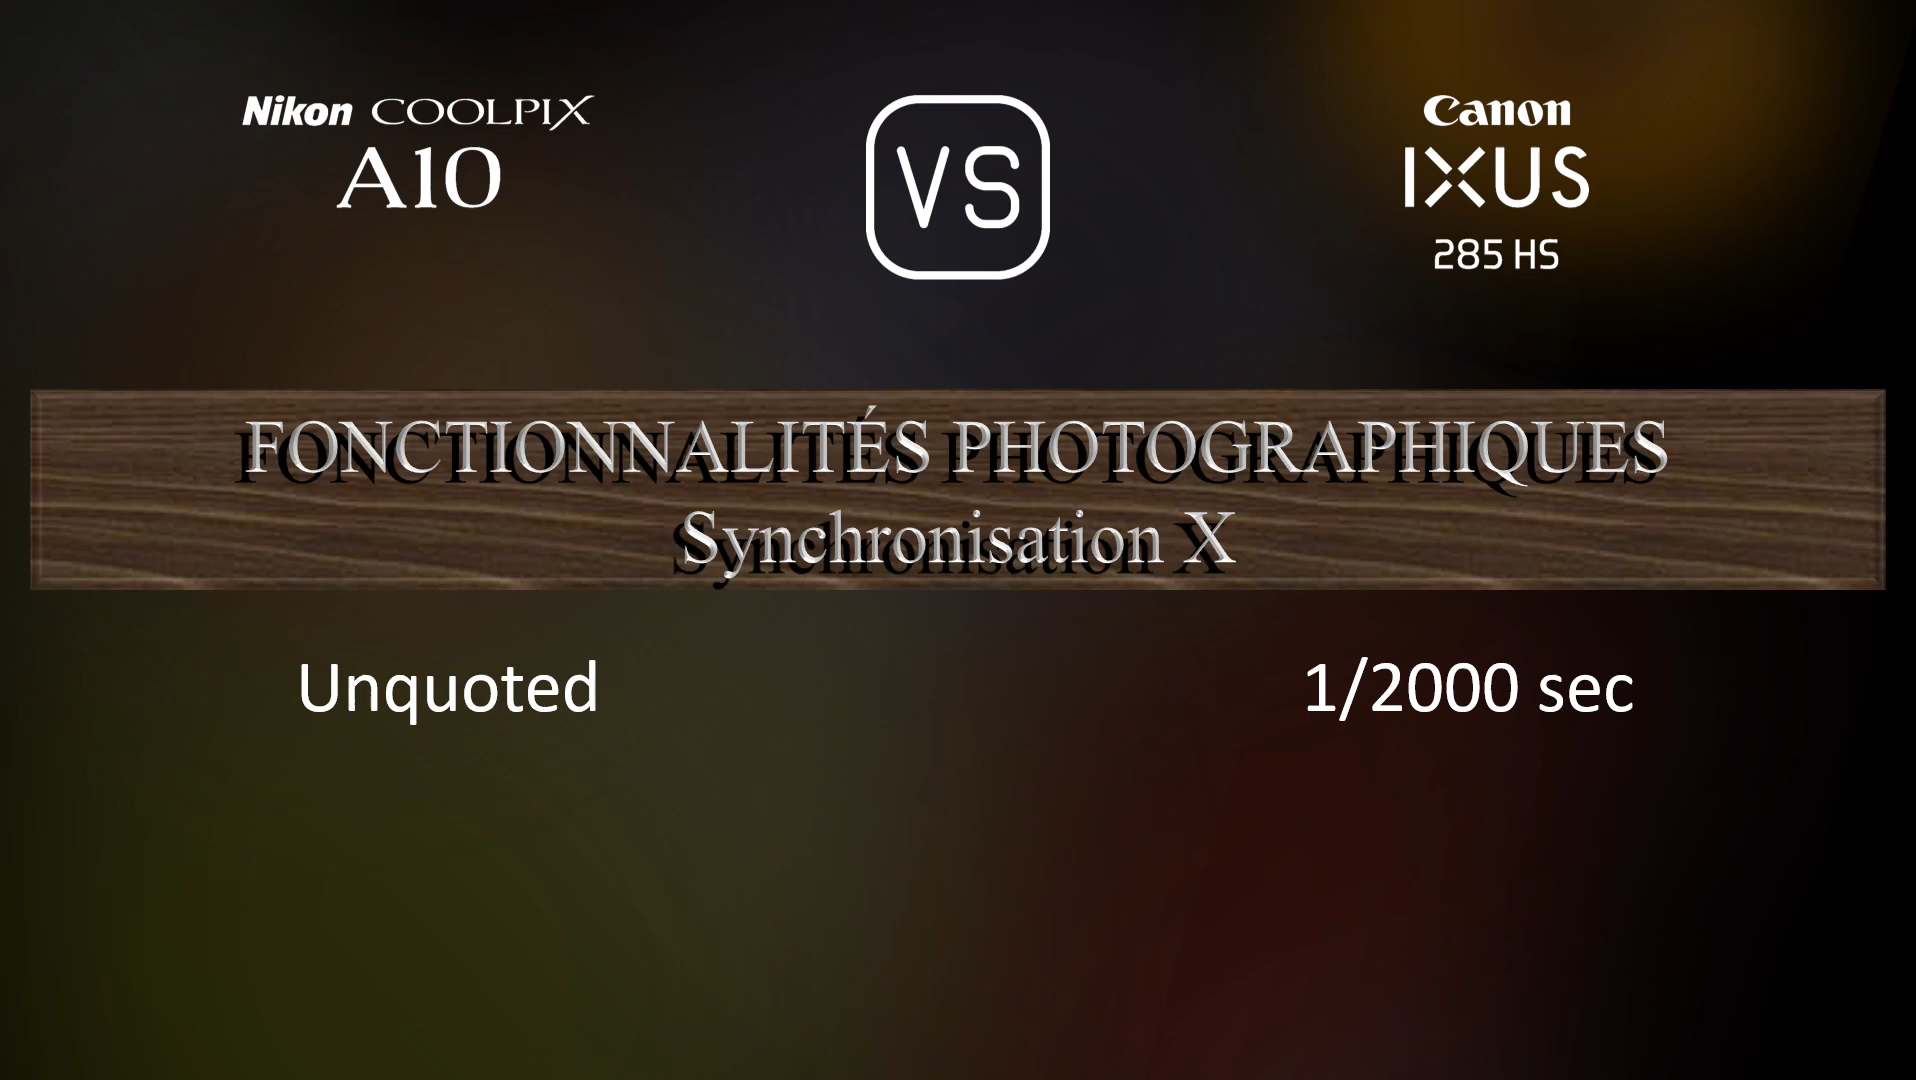 Nikon COOLPIX
A10
VS
Canon
IXUS
285 HS
FONCTIONNALITÉS PHOTOGRAPHIQUES
Synchronisation X
Unquoted
1/2000 sec